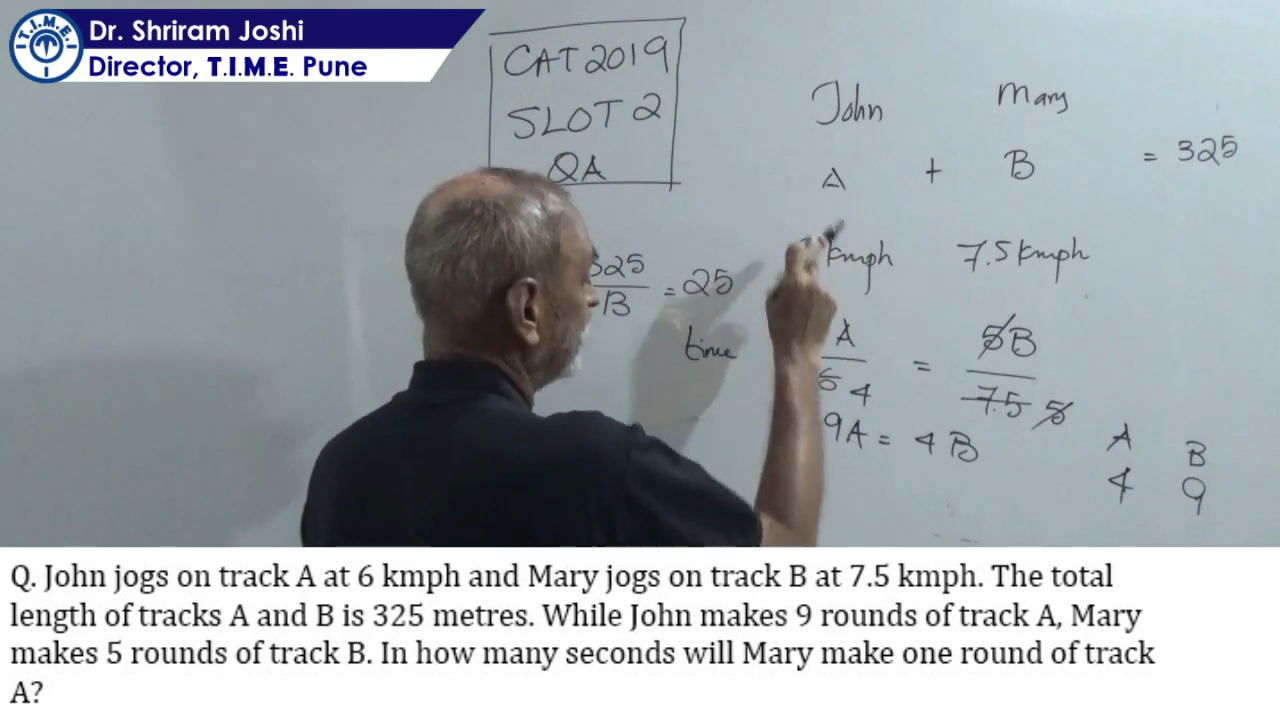 T.I.M.E.
Dr. Shriram Joshi
Director, T.I.M.E. Pune
CAT 2019
SLOT 2
QA
John Mary
A + B = 325
kmph 7.5 kmph
325
13
= 25
time
A
6 4
=
5B
7.5 5
9A = 4B
A B
4 9
Q. John jogs on track A at 6 kmph and Mary jogs on track B at 7.5 kmph. The total
length of tracks A and B is 325 metres. While John makes 9 rounds of track A, Mary
makes 5 rounds of track B. In how many seconds will Mary make one round of track
A?